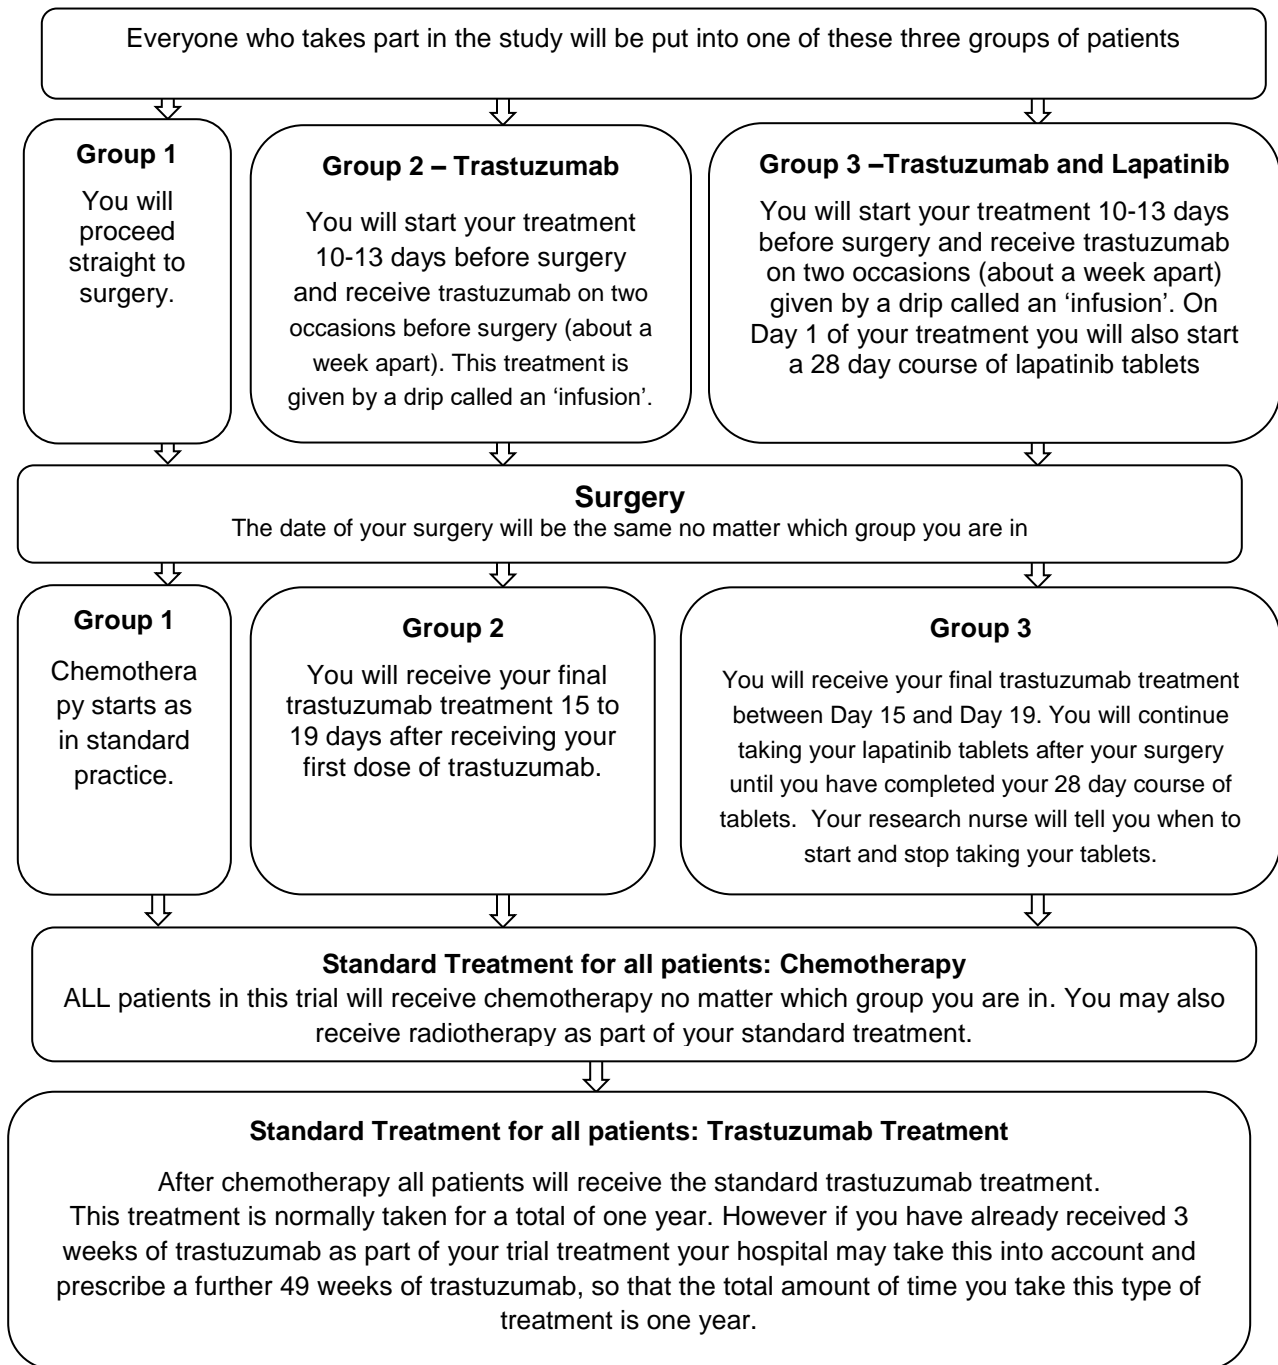 Everyone who takes part in the study will be put into one of these three groups of patients
Group 1
You will
proceed
straight to
surgery.
Group 2 – Trastuzumab
You will start your treatment
10-13 days before surgery
and receive trastuzumab on two
occasions before surgery (about a
week apart). This treatment is
given by a drip called an ‘infusion’.
Group 3 –Trastuzumab and Lapatinib
You will start your treatment 10-13 days
before surgery and receive trastuzumab
on two occasions (about a week apart)
given by a drip called an ‘infusion’. On
Day 1 of your treatment you will also start
a 28 day course of lapatinib tablets
Surgery
The date of your surgery will be the same no matter which group you are in
Group 1
Chemothera
py starts as
in standard
practice.
Group 2
You will receive your final
trastuzumab treatment 15 to
19 days after receiving your
first dose of trastuzumab.
Group 3
You will receive your final trastuzumab treatment
between Day 15 and Day 19. You will continue
taking your lapatinib tablets after your surgery
until you have completed your 28 day course of
tablets.  Your research nurse will tell you when to
start and stop taking your tablets.
Standard Treatment for all patients: Chemotherapy
ALL patients in this trial will receive chemotherapy no matter which group you are in. You may also
receive radiotherapy as part of your standard treatment.
Standard Treatment for all patients: Trastuzumab Treatment
After chemotherapy all patients will receive the standard trastuzumab treatment.
This treatment is normally taken for a total of one year. However if you have already received 3
weeks of trastuzumab as part of your trial treatment your hospital may take this into account and
prescribe a further 49 weeks of trastuzumab, so that the total amount of time you take this type of
treatment is one year.